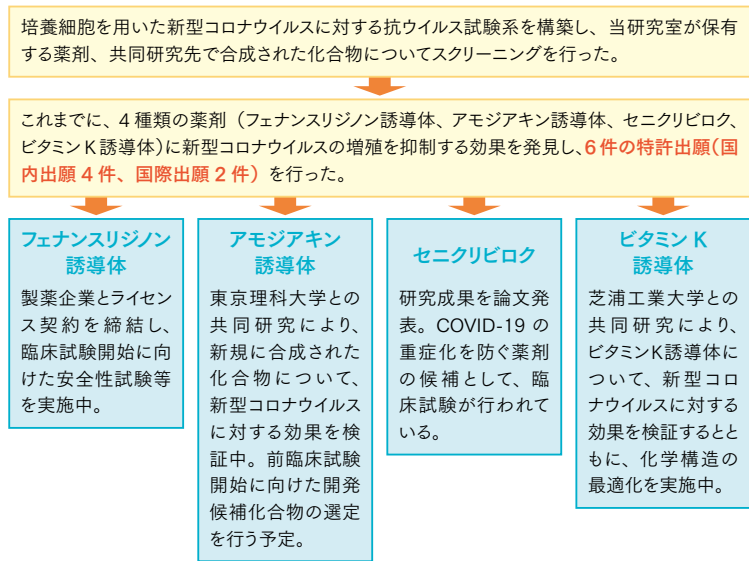 培養細胞を用いた新型コロナウイルスに対する抗ウイルス試験系を構築し、当研究室が保有
する薬剤、共同研究先で合成された化合物についてスクリーニングを行った。
これまでに、4種類の薬剤（フェナンスリジノン誘導体、アモジアキン誘導体、セニクリビロク、
ビタミンK誘導体）に新型コロナウイルスの増殖を抑制する効果を発見し、6件の特許出願（国
内出願4件、国際出願2件）を行った。
フェナンスリジノン
誘導体
製薬企業とライセン
ス契約を締結し、
臨床試験開始に向
けた安全性試験等
を実施中。
アモジアキン
誘導体
東京理科大学との
共同研究により、
新規に合成された
化合物について、
新型コロナウイルス
に対する効果を検
証中。前臨床試験
開始に向けた開発
候補化合物の選定
を行う予定。
セニクリビロク
研究成果を論文発
表。COVID-19の
重症化を防ぐ薬剤
の候補として、臨
床試験が行われて
いる。
ビタミンK
誘導体
芝浦工業大学との
共同研究により、
ビタミンK誘導体に
ついて、新型コロ
ナウイルスに対する
効果を検証するとと
もに、化学構造の
最適化を実施中。